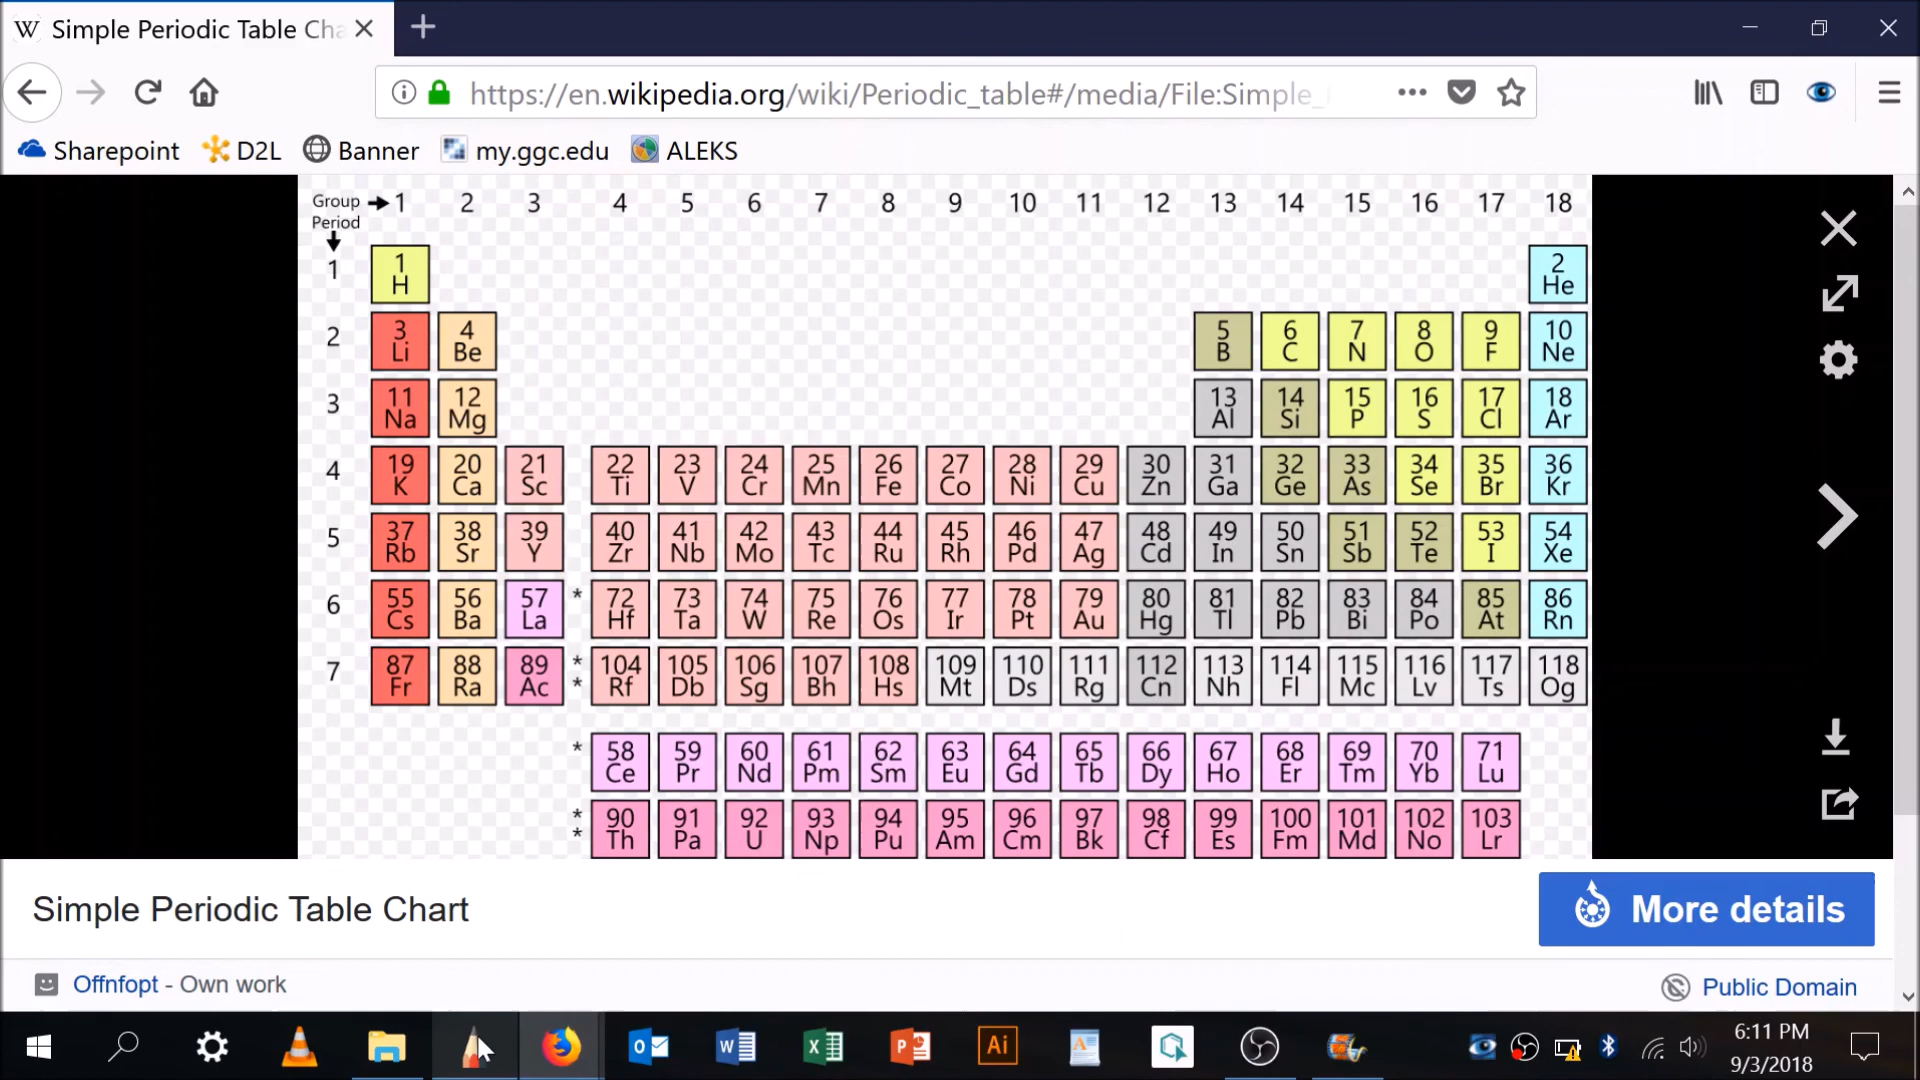 W Simple Periodic Table Cha
https://en.wikipedia.org/wiki/Periodic_table#/media/File:Simple_
Sharepoint D2L Banner my.ggc.edu ALEKS
Group 1 2 3 4 5 6 7 8 9 10 11 12 13 14 15 16 17 18
Period
1 1 2
H He
2 3 4 5 6 7 8 9 10
Li Be B C N O F Ne
3 11 12 13 14 15 16 17 18
Na Mg Al Si P S Cl Ar
4 19 20 21 22 23 24 25 26 27 28 29 30 31 32 33 34 35 36
K Ca Sc Ti V Cr Mn Fe Co Ni Cu Zn Ga Ge As Se Br Kr
5 37 38 39 40 41 42 43 44 45 46 47 48 49 50 51 52 53 54
Rb Sr Y Zr Nb Mo Tc Ru Rh Pd Ag Cd In Sn Sb Te I Xe
6 55 56 57 * 72 73 74 75 76 77 78 79 80 81 82 83 84 85 86
Cs Ba La Hf Ta W Re Os Ir Pt Au Hg Tl Pb Bi Po At Rn
7 87 88 89 * 104 105 106 107 108 109 110 111 112 113 114 115 116 117 118
Fr Ra Ac * Rf Db Sg Bh Hs Mt Ds Rg Cn Nh Fl Mc Lv Ts Og
* 58 59 60 61 62 63 64 65 66 67 68 69 70 71
Ce Pr Nd Pm Sm Eu Gd Tb Dy Ho Er Tm Yb Lu
* 90 91 92 93 94 95 96 97 98 99 100 101 102 103
* Th Pa U Np Pu Am Cm Bk Cf Es Fm Md No Lr
Simple Periodic Table Chart
More details
Offnfopt - Own work
Public Domain
Ai
6:11 PM
9/3/2018